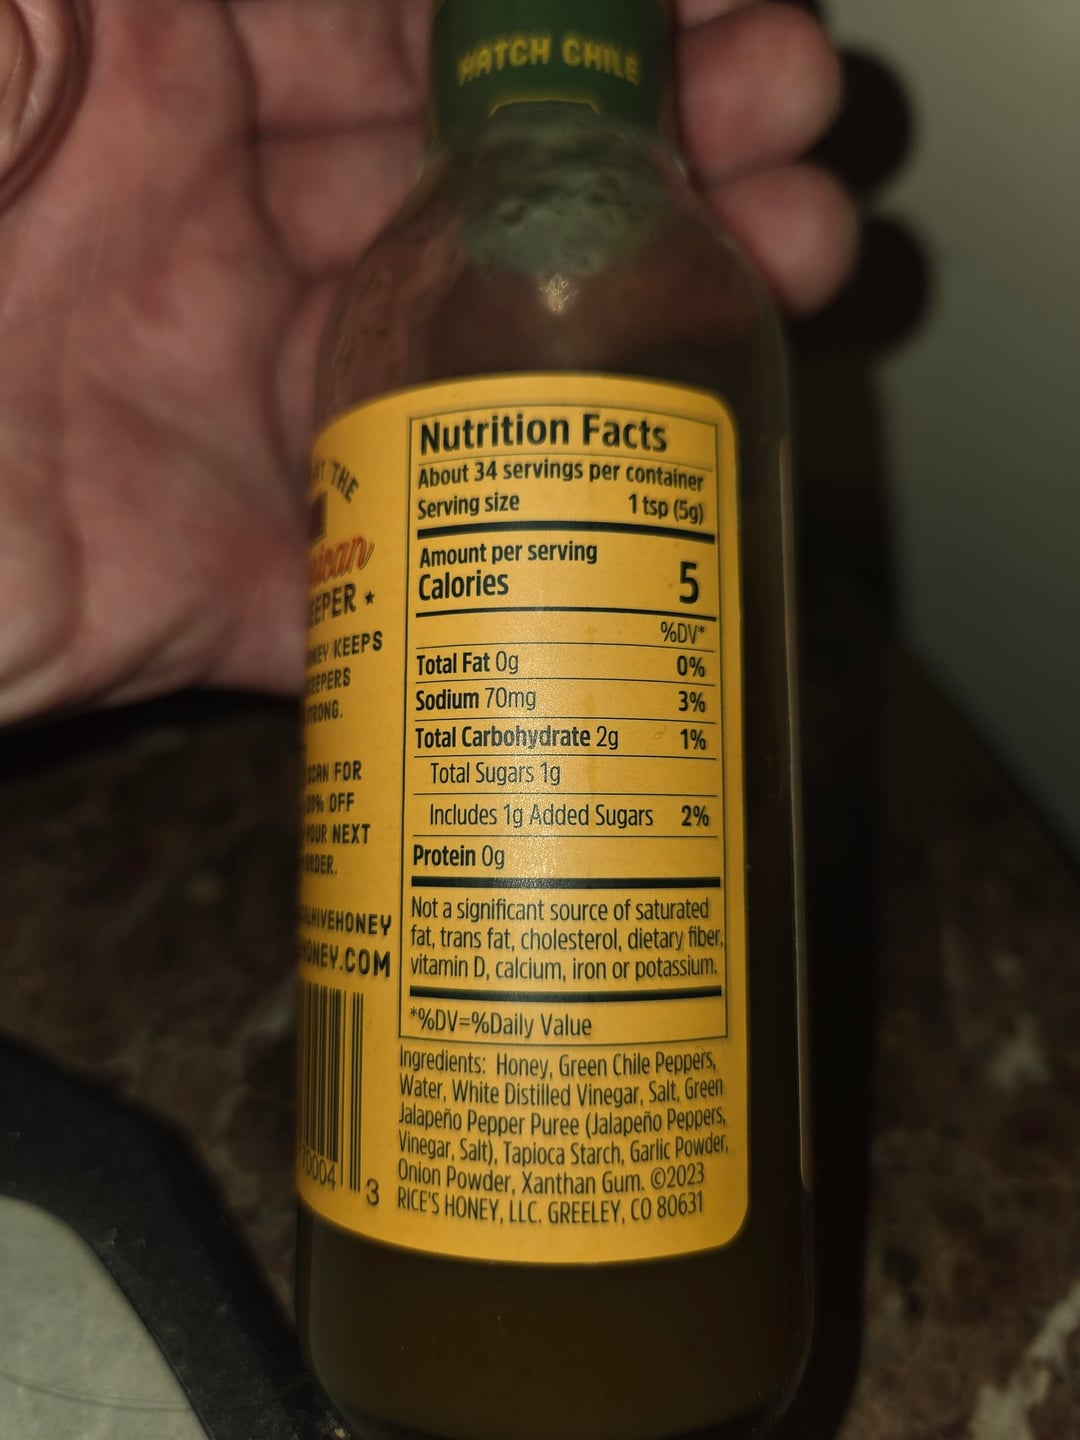 HATCH CHILE
AT THE
EEPER ★
KEEPS
SCAN FOR
20% OFF
YOUR NEXT
ORDER.
HIVEHONEY
HONEY.COM
70004 3
Nutrition Facts
About 34 servings per container
Serving size 1 tsp (5g)
Amount per serving
Calories 5
%DV*
Total Fat 0g 0%
Sodium 70mg 3%
Total Carbohydrate 2g 1%
Total Sugars 1g
Includes 1g Added Sugars 2%
Protein 0g
Not a significant source of saturated
fat, trans fat, cholesterol, dietary fiber,
vitamin D, calcium, iron or potassium.
*%DV=%Daily Value
Ingredients: Honey, Green Chile Peppers,
Water, White Distilled Vinegar, Salt, Green
Jalapeño Pepper Puree (Jalapeño Peppers,
Vinegar, Salt), Tapioca Starch, Garlic Powder,
Onion Powder, Xanthan Gum. ©2023
RICE'S HONEY, LLC. GREELEY, CO 80631